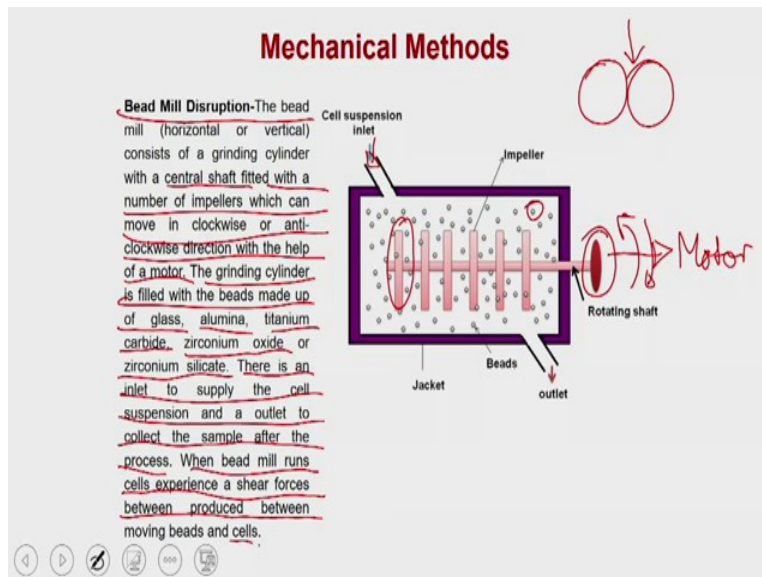 Mechanical Methods
Bead Mill Disruption-The bead
mill (horizontal or vertical)
consists of a grinding cylinder
with a central shaft fitted with a
number of impellers which can
move in clockwise or anti-
clockwise direction with the help
of a motor. The grinding cylinder
is filled with the beads made up
of glass, alumina, titanium
carbide, zirconium oxide or
zirconium silicate. There is an
inlet to supply the cell
suspension and a outlet to
collect the sample after the
process. When bead mill runs
cells experience a shear forces
between produced between
moving beads and cells.
Cell suspension
inlet
Impeller
Motor
Rotating shaft
Beads
Jacket
outlet